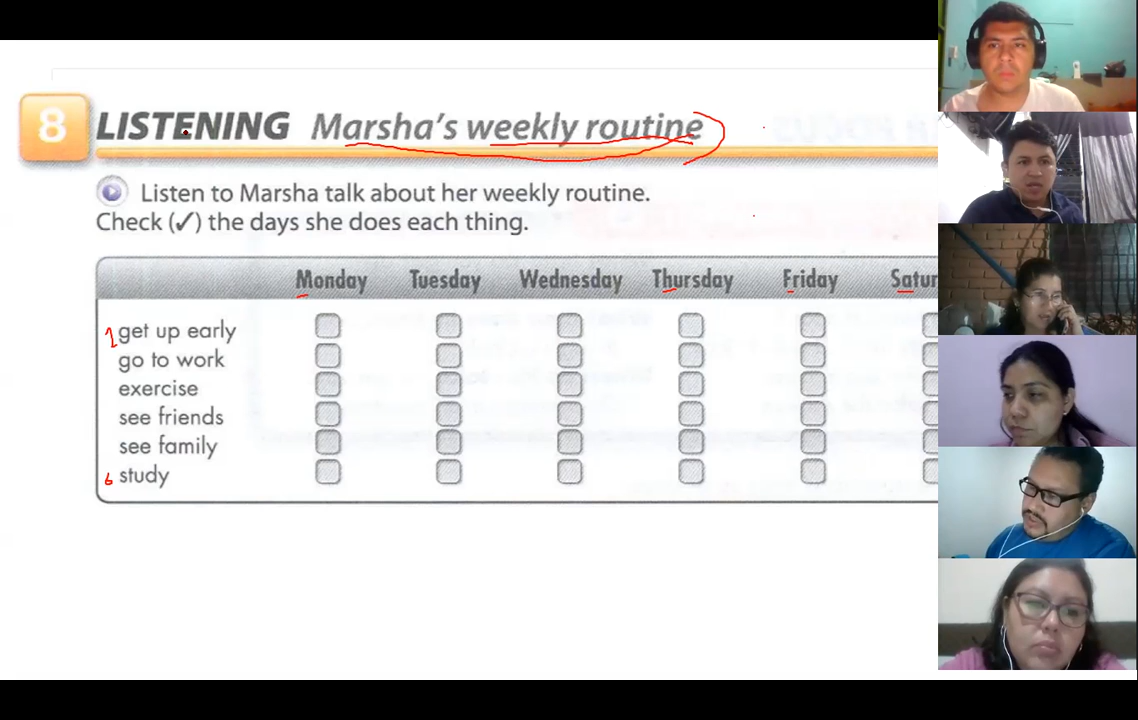 8 LISTENING Marsha's weekly routine
Listen to Marsha talk about her weekly routine.
Check (✓) the days she does each thing.
Monday Tuesday Wednesday Thursday Friday Satur
1 get up early
go to work
exercise
see friends
see family
6 study